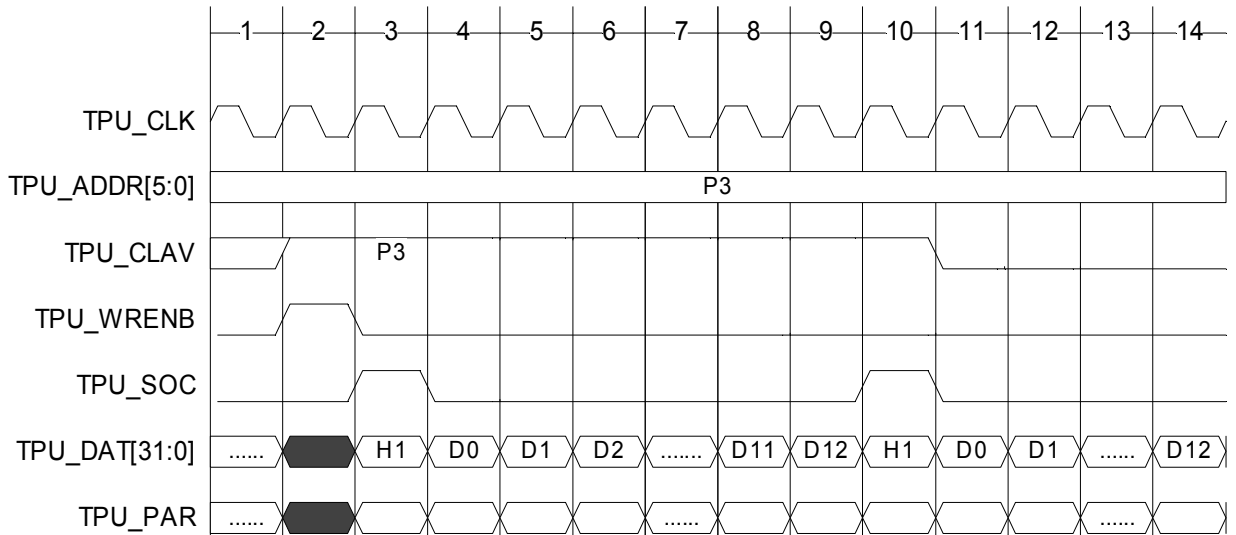 1 2 3 4 5 6 7 8 9 10 11 12 13 14
TPU_CLK
TPU_ADDR[5:0] P3
TPU_CLAV P3
TPU_WRENB
TPU_SOC
TPU_DAT[31:0] ...... H1 D0 D1 D2 ....... D11 D12 H1 D0 D1 ...... D12
TPU_PAR ...... ...... ......